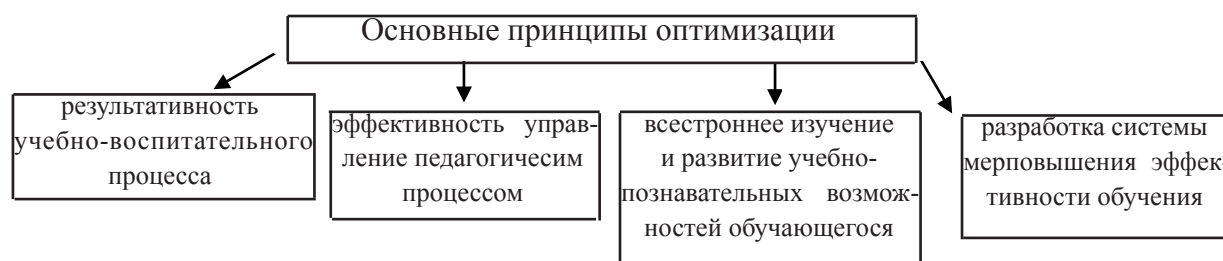 Основные принципы оптимизации
результативность
учебно-воспитательного
процесса
эффективность управ-
ление педагогичесим
процессом
всестроннее изучение
и развитие учебно-
познавательных возмож-
ностей обучающегося
разработка системы
мерповышения эффек-
тивности обучения